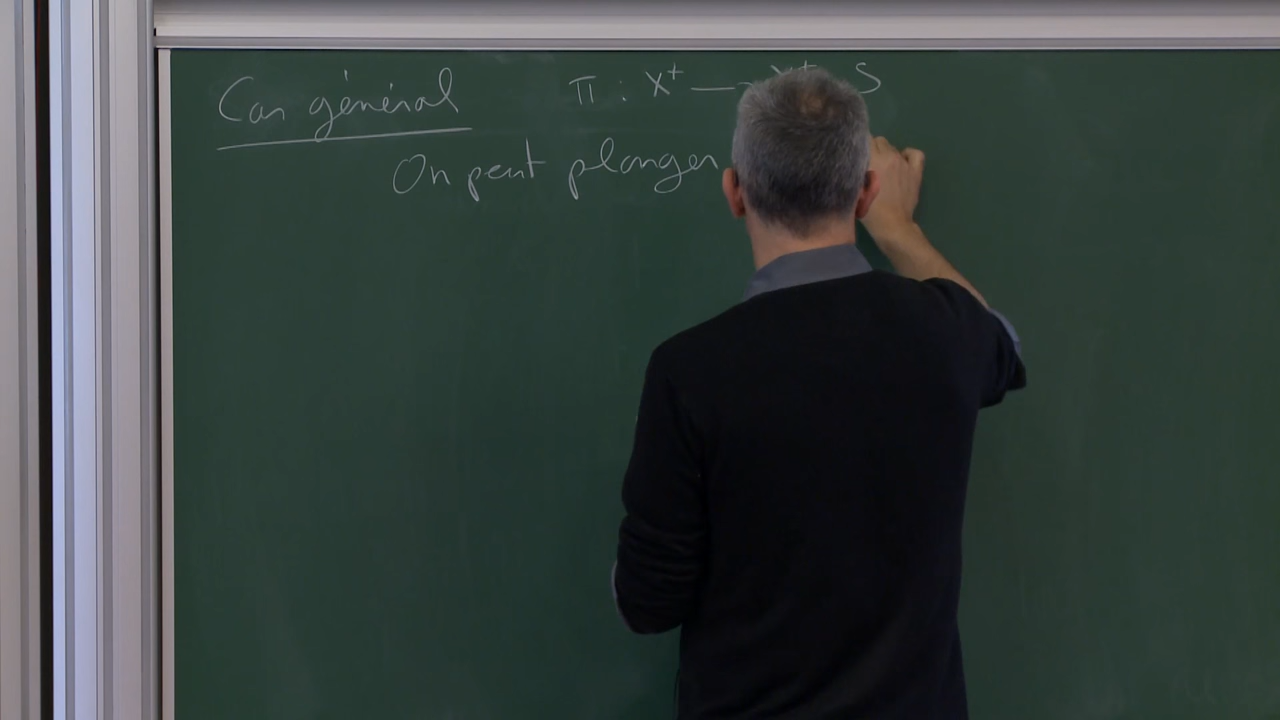 Cas général π : X⁺ → X⁺ S
On peut plonger